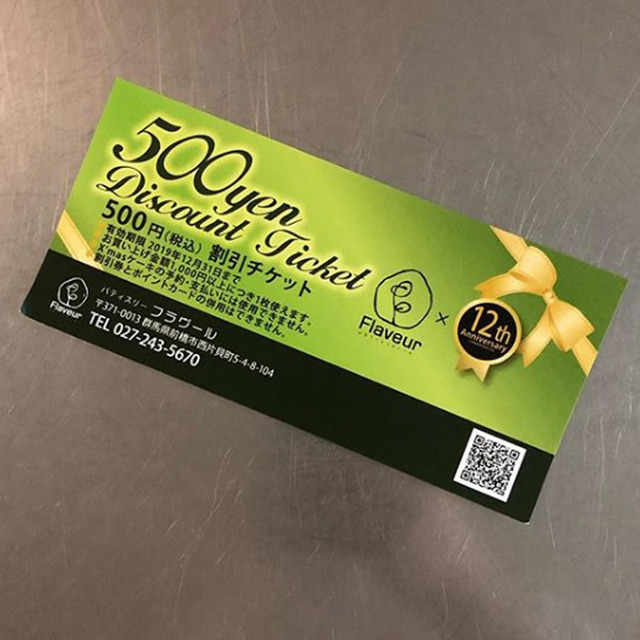 500yen
Discount Ticket
500円(税込) 割引チケット
有効期限 2019年12月31日まで
お買い上げ金額1,000円以上につき1枚使えます。
X'masケーキの予約・支払いには使用できません。
割引券とポイントカードの併用はできません。
Flaveur
パティスリー フラヴール
〒371-0013 群馬県前橋市西片貝町5-4-8-104
TEL 027-243-5670
Flaveur
×
12th
Anniversary